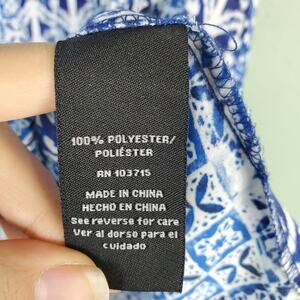 100% POLYESTER/
POLIÉSTER
RN 103715
MADE IN CHINA
HECHO EN CHINA
See reverse for care
Ver al dorso para el
cuidado